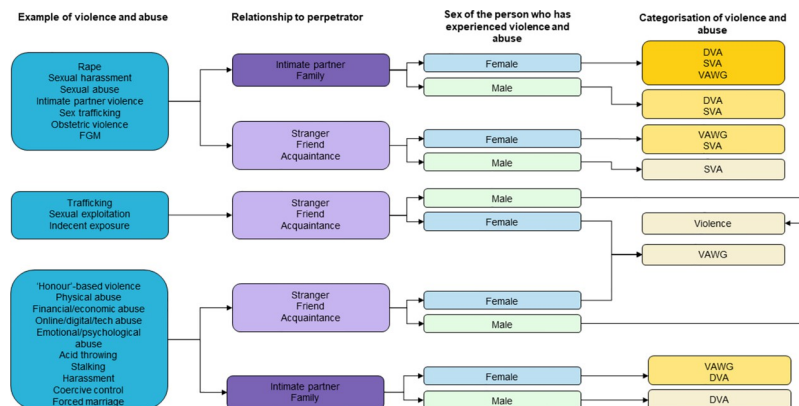 Example of violence and abuse
Relationship to perpetrator
Sex of the person who has
experienced violence and
abuse
Categorisation of violence and
abuse
Rape
Sexual harassment
Sexual abuse
Intimate partner violence
Sex trafficking
Obstetric violence
FGM
Intimate partner
Family
Female
Male
DVA
SVA
VAWG
DVA
SVA
Stranger
Friend
Acquaintance
Female
Male
VAWG
SVA
SVA
Trafficking
Sexual exploitation
Indecent exposure
Stranger
Friend
Acquaintance
Male
Female
Violence
VAWG
'Honour'-based violence
Physical abuse
Financial/economic abuse
Online/digital/tech abuse
Emotional/psychological
abuse
Acid throwing
Stalking
Harassment
Coercive control
Forced marriage
Stranger
Friend
Acquaintance
Female
Male
Intimate partner
Family
Female
Male
VAWG
DVA
DVA